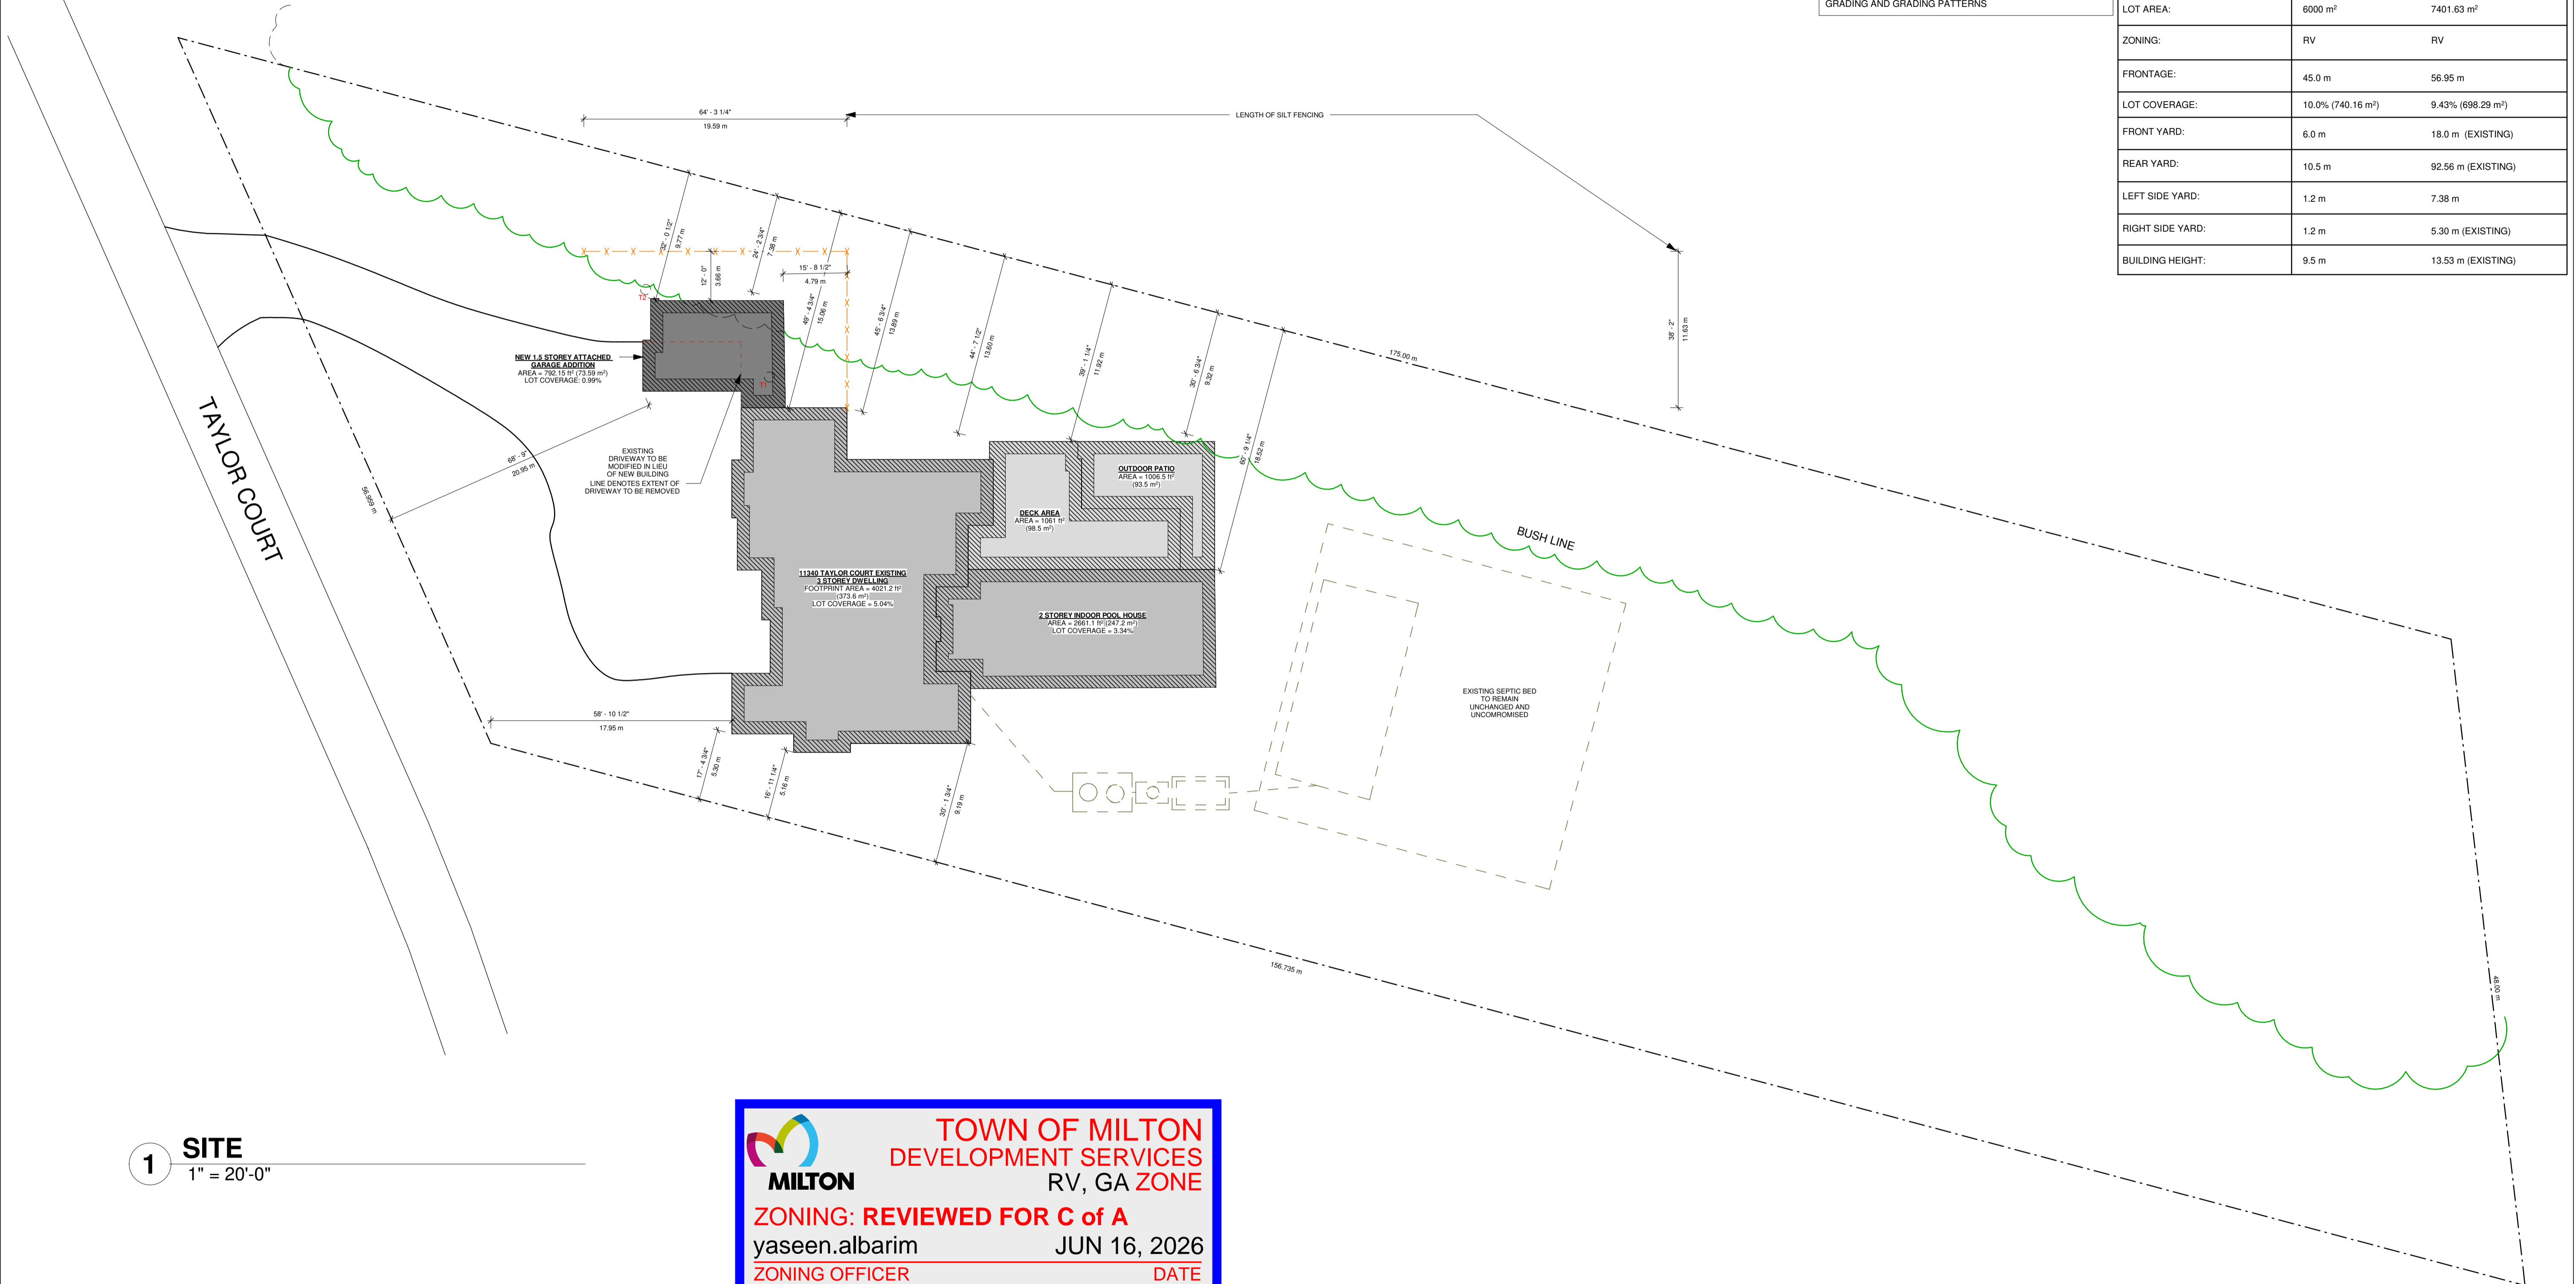 GRADING AND GRADING PATTERNS
LOT AREA: 6000 m² 7401.63 m²
ZONING: RV RV
FRONTAGE: 45.0 m 56.95 m
LOT COVERAGE: 10.0% (740.16 m²) 9.43% (698.29 m²)
FRONT YARD: 6.0 m 18.0 m (EXISTING)
REAR YARD: 10.5 m 92.56 m (EXISTING)
LEFT SIDE YARD: 1.2 m 7.38 m
RIGHT SIDE YARD: 1.2 m 5.30 m (EXISTING)
BUILDING HEIGHT: 9.5 m 13.53 m (EXISTING)
64' - 3 1/4"
19.59 m
LENGTH OF SILT FENCING
32' - 0 1/2"
9.77 m
24' - 2 3/4"
7.38 m
12' - 0"
3.66 m
15' - 8 1/2"
4.79 m
49' - 4 3/4"
15.06 m
45' - 6 3/4"
13.89 m
44' - 7 1/2"
13.60 m
39' - 1 1/4"
11.92 m
30' - 6 3/4"
9.32 m
60' - 9 1/4"
18.52 m
175.00 m
38' - 2"
11.63 m
T2
T1
NEW 1.5 STOREY ATTACHED
GARAGE ADDITION
AREA = 792.15 ft² (73.59 m²)
LOT COVERAGE: 0.99%
TAYLOR COURT
68' - 9"
20.95 m
56.959 m
EXISTING
DRIVEWAY TO BE
MODIFIED IN LIEU
OF NEW BUILDING
LINE DENOTES EXTENT OF
DRIVEWAY TO BE REMOVED
OUTDOOR PATIO
AREA = 1006.5 ft²
(93.5 m²)
DECK AREA
AREA = 1061 ft²
(98.5 m²)
BUSH LINE
11340 TAYLOR COURT EXISTING
3 STOREY DWELLING
FOOTPRINT AREA = 4021.2 ft²
(373.6 m²)
LOT COVERAGE = 5.04%
2 STOREY INDOOR POOL HOUSE
AREA = 2661.1 ft²(247.2 m²)
LOT COVERAGE = 3.34%
EXISTING SEPTIC BED
TO REMAIN
UNCHANGED AND
UNCOMROMISED
58' - 10 1/2"
17.95 m
17' - 4 3/4"
5.30 m
16' - 11 1/4"
5.16 m
30' - 1 3/4"
9.19 m
156.735 m
48.00 m
1
SITE
1" = 20'-0"
MILTON
TOWN OF MILTON
DEVELOPMENT SERVICES
RV, GA ZONE
ZONING: REVIEWED FOR C of A
yaseen.albarim JUN 16, 2026
ZONING OFFICER DATE